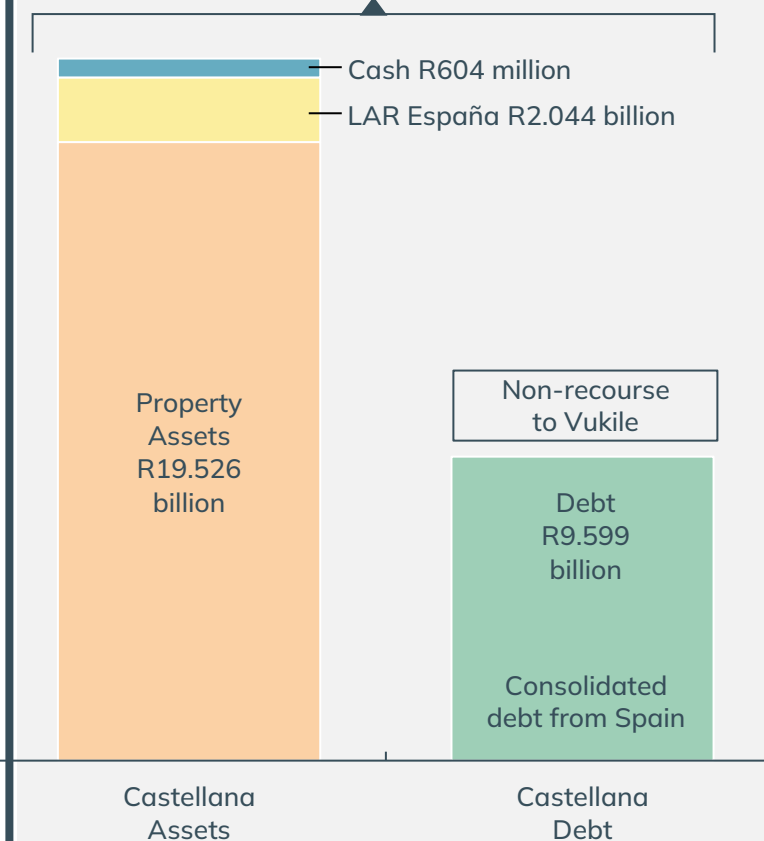 Cash R604 million
LAR España R2.044 billion
Property
Assets
R19.526
billion
Non-recourse
to Vukile
Debt
R9.599
billion
Consolidated
debt from Spain
Castellana
Assets
Castellana
Debt